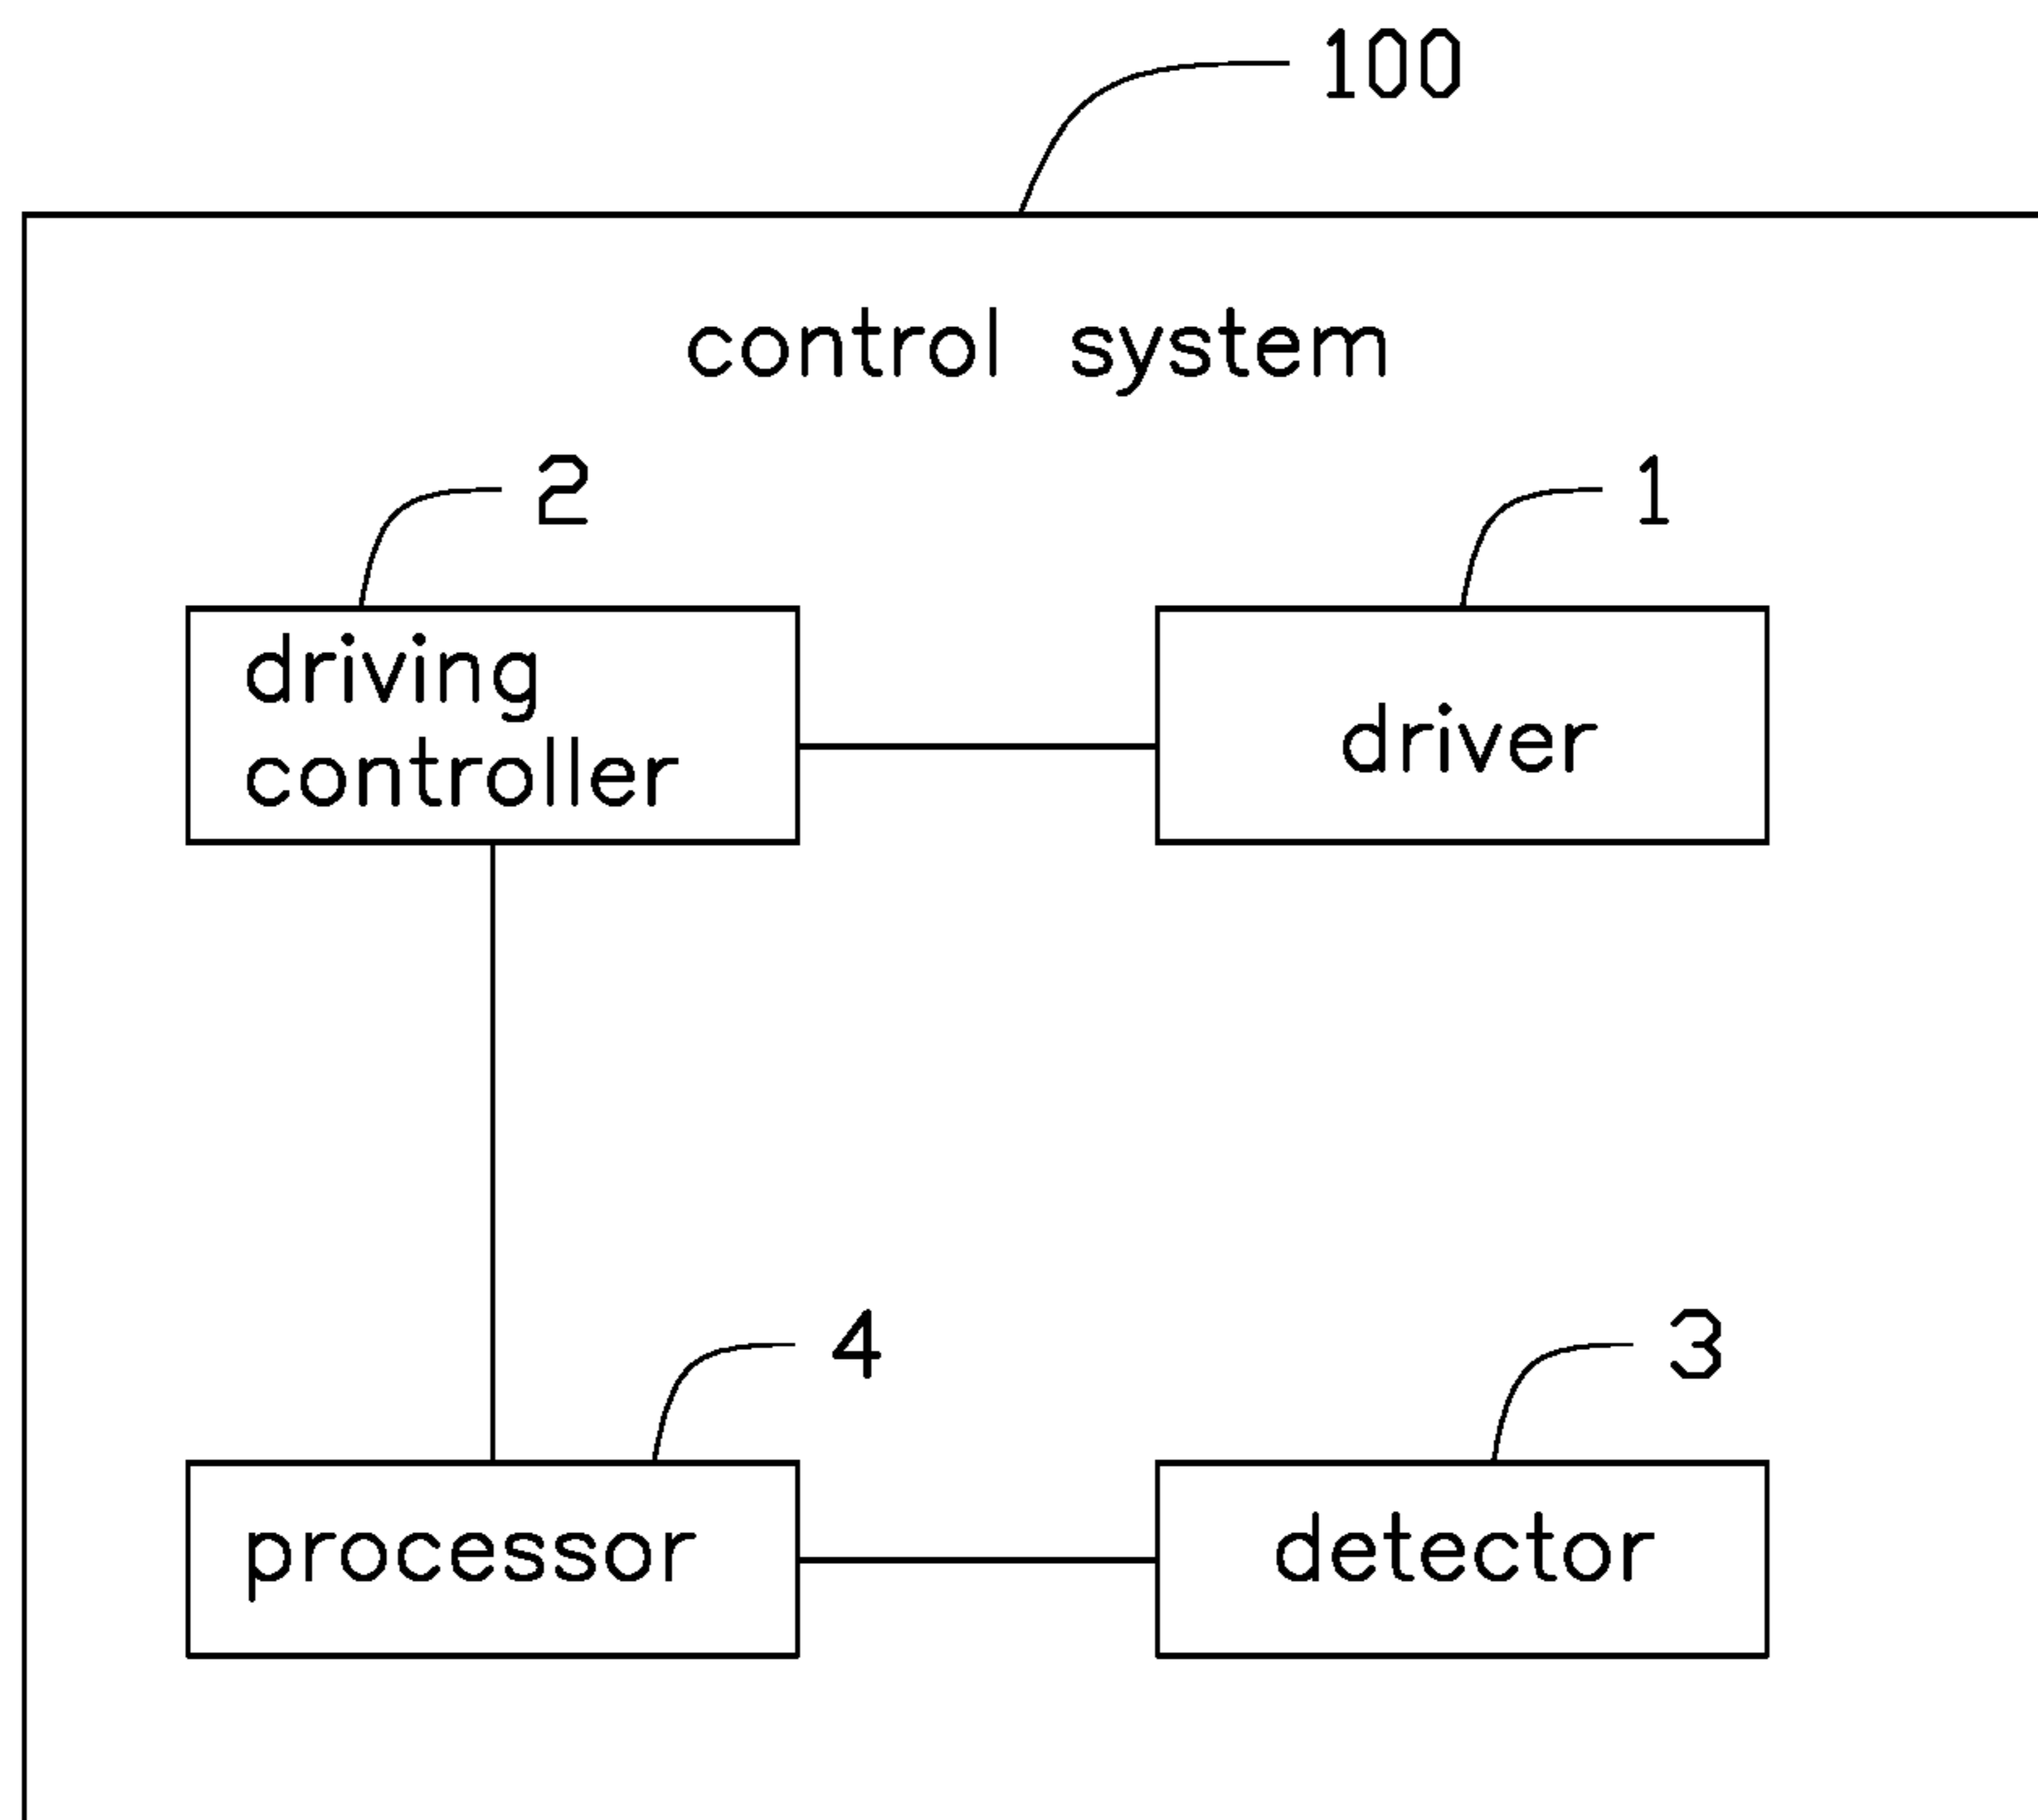 100
control system
2
1
driving
controller
driver
4
3
processor
detector